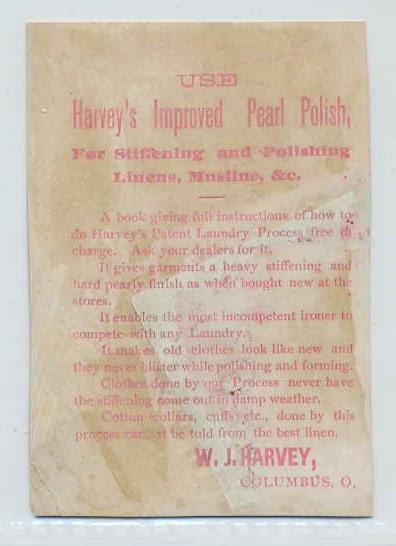 USE
Harvey's Improved Pearl Polish,
For Stiffening and Polishing
Linens, Muslins, &c.
A book giving full instructions of how to
do Harvey's Patent Laundry Process free of
charge. Ask your dealers for it.
It gives garments a heavy stiffening and
hard pearly finish as when bought new at the
stores.
It enables the most incompetent ironer to
compete with any Laundry.
It makes old clothes look like new and
they never blister while polishing and forming.
Clothes done by our Process never have
the stiffening come out in damp weather.
Cotton collars, cuffs etc., done by this
process cannot be told from the best linen.
W. J. HARVEY,
COLUMBUS, O.